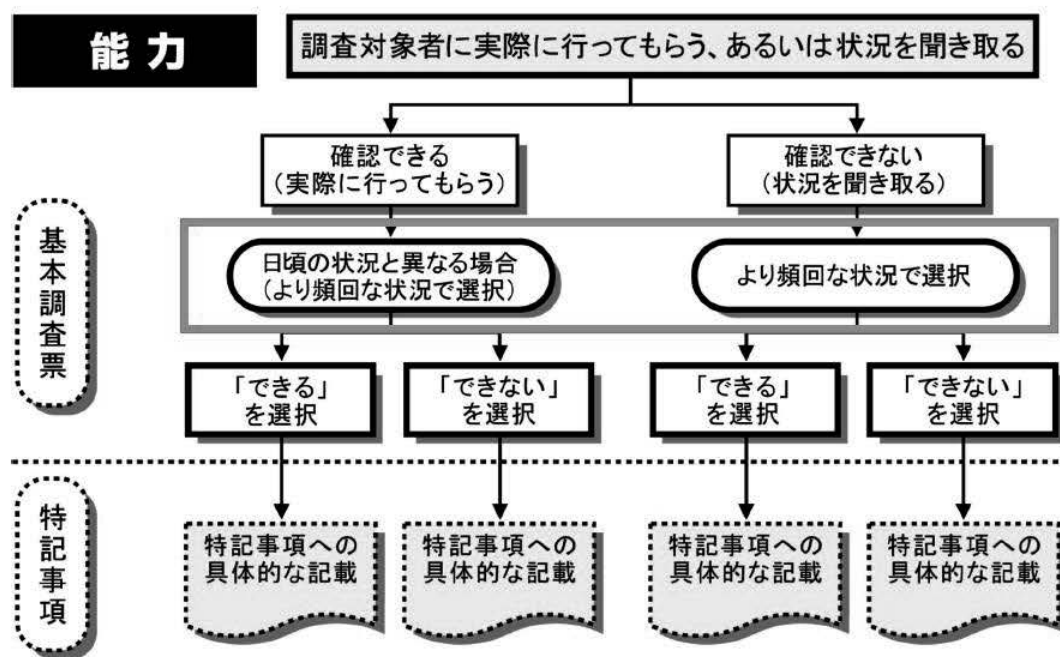 能力
調査対象者に実際に行ってもらう、あるいは状況を聞き取る
確認できる
(実際に行ってもらう)
確認できない
(状況を聞き取る)
基本調査票
日頃の状況と異なる場合
(より頻回な状況で選択)
より頻回な状況で選択
「できる」
を選択
「できない」
を選択
「できる」
を選択
「できない」
を選択
特記事項
特記事項への
具体的な記載
特記事項への
具体的な記載
特記事項への
具体的な記載
特記事項への
具体的な記載